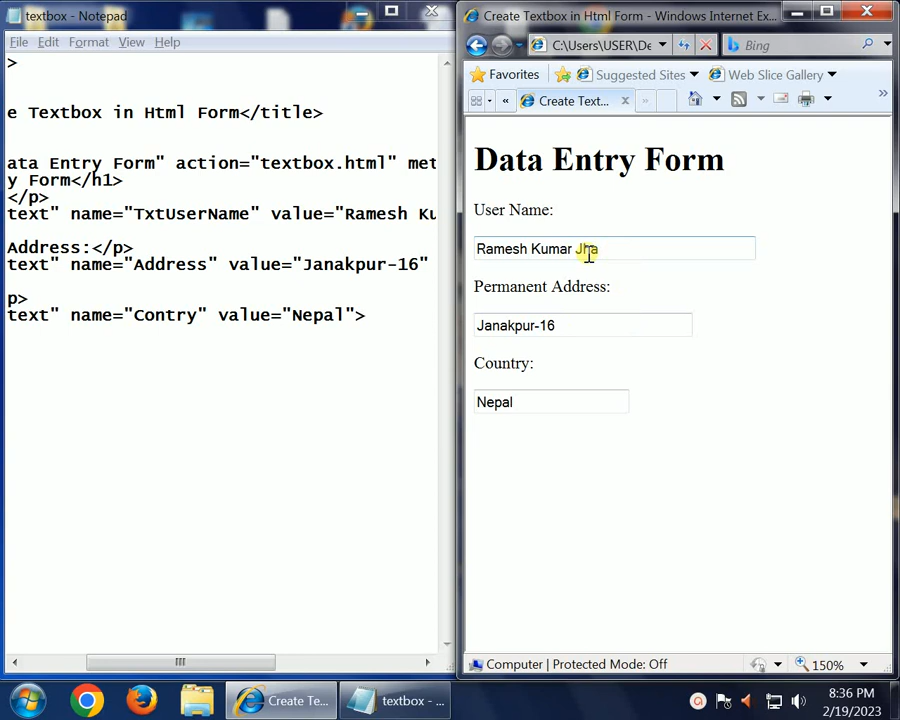 textbox - Notepad
File Edit Format View Help
>
e Textbox in Html Form</title>
ata Entry Form" action="textbox.html" met
y Form</h1>
</p>
text" name="TxtUserName" value="Ramesh Ku
Address:</p>
text" name="Address" value="Janakpur-16"
p>
text" name="Contry" value="Nepal">
Create Textbox in Html Form - Windows Internet Ex...
C:\Users\USER\De
Bing
Favorites
Suggested Sites
Web Slice Gallery
Create Text...
Data Entry Form
User Name:
Ramesh Kumar Jha
Permanent Address:
Janakpur-16
Country:
Nepal
Computer | Protected Mode: Off
150%
Create Te...
textbox - ...
8:36 PM
2/19/2023